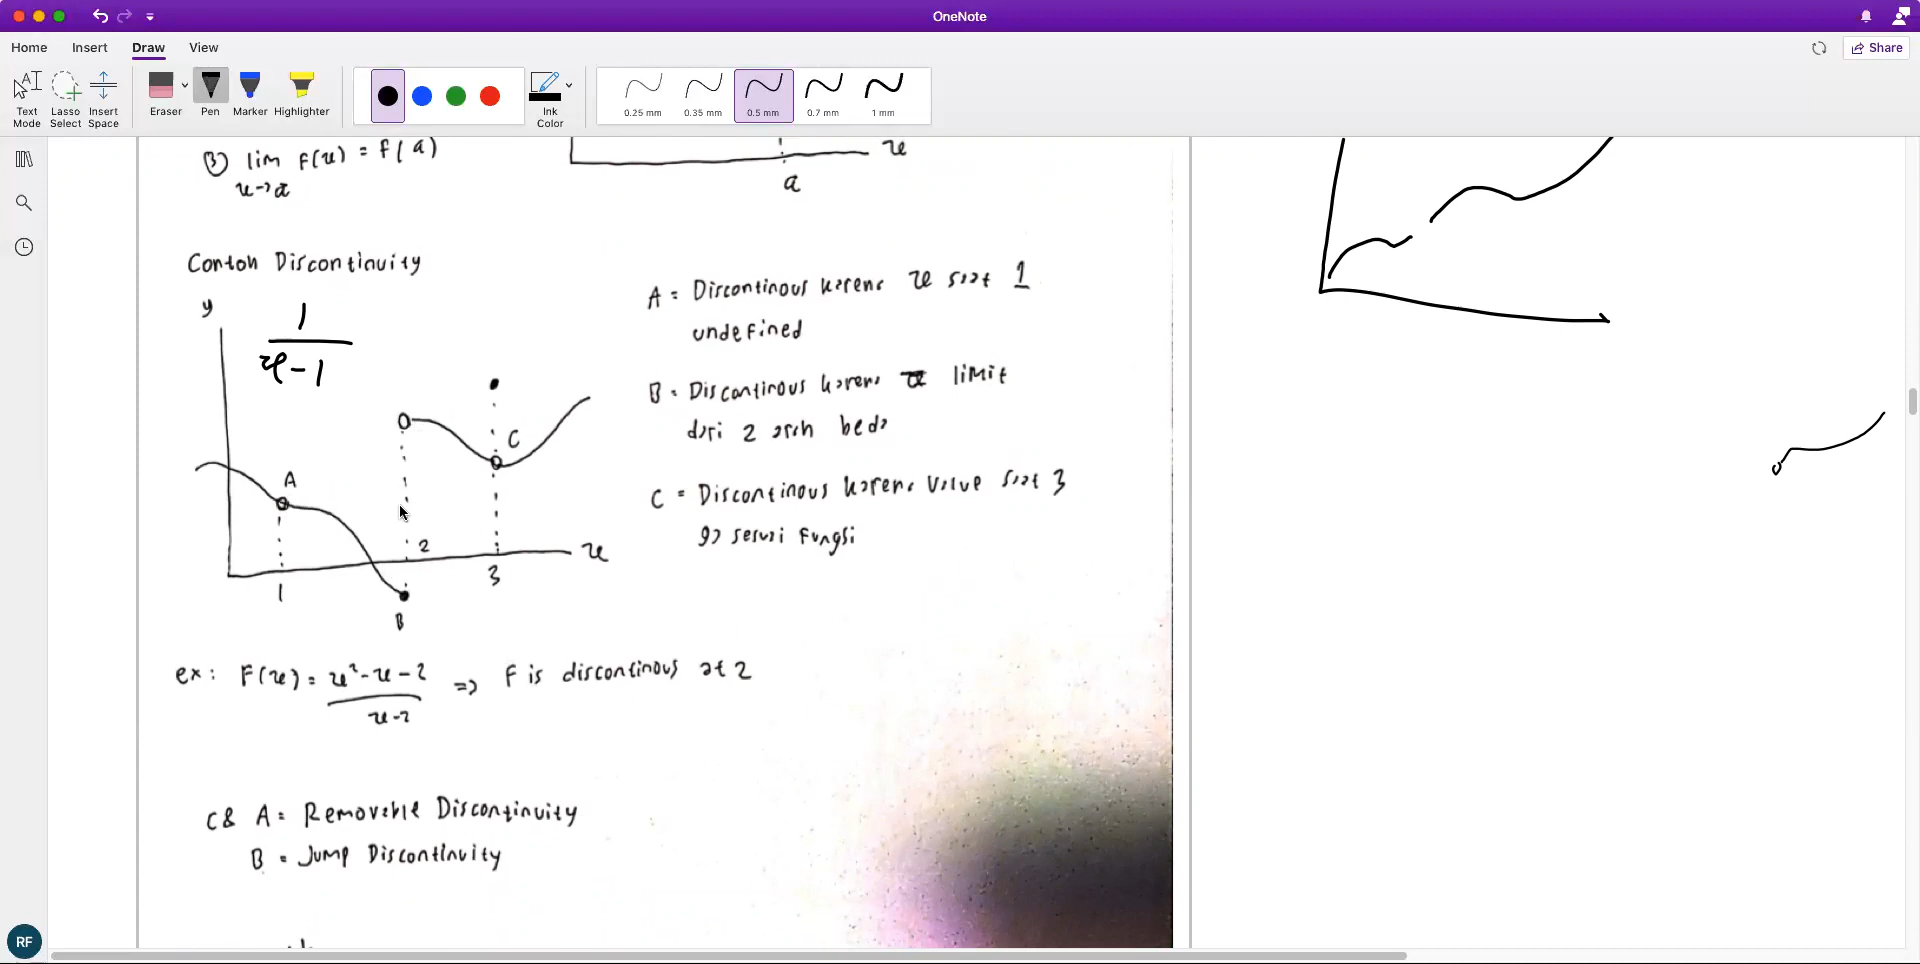 OneNote
Home Insert Draw View
Share
Text Mode
Lasso Select
Insert Space
Eraser
Pen
Marker
Highlighter
Ink Color
0.25 mm
0.35 mm
0.5 mm
0.7 mm
1 mm
③ lim F(x) = f(a)
x→a
x
a
Contoh Discontinuity
y
1
x-1
A
C
2
x
1
3
B
A = Discontinous karena x saat 1
undefined
B = Discontinous karena limit
dari 2 arah beda
C = Discontinous karena value saat 3
ga sesuai fungsi
ex: F(x) = x²-x-2 => F is discontinous at 2
x-2
C& A = Removable Discontinuity
B = Jump Discontinuity
RF